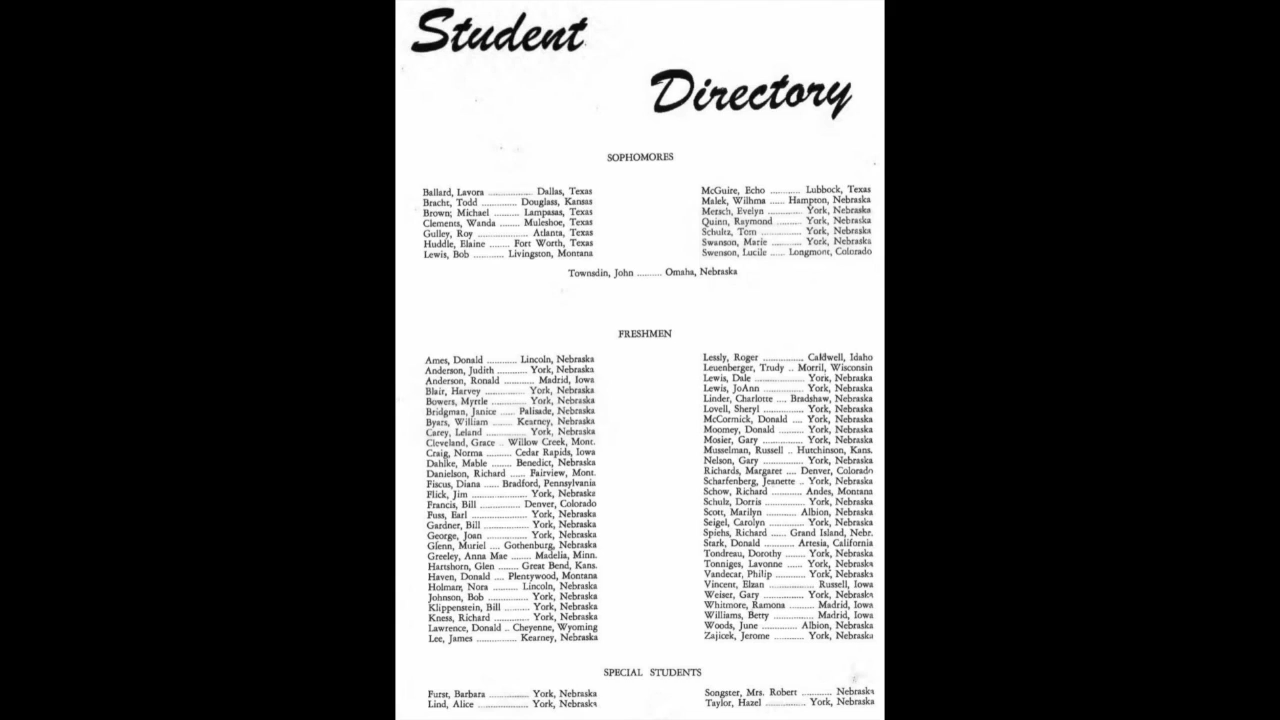 Student
Directory
SOPHOMORES
Ballard, Lavora ................ Dallas, Texas
Bracht, Todd .............. Douglass, Kansas
Brown; Michael ......... Lampasas, Texas
Clements, Wanda ...... Muleshoe, Texas
Gulley, Roy .................. Atlanta, Texas
Huddle, Elaine ....... Fort Worth, Texas
Lewis, Bob ........... Livingston, Montana
McGuire, Echo ........... Lubbock, Texas
Malek, Wilhma ..... Hampton, Nebraska
Mersch, Evelyn ............. York, Nebraska
Quinn, Raymond .......... York, Nebraska
Schultz, Tom ................ York, Nebraska
Swanson, Marie ............ York, Nebraska
Swenson, Lucile ..... Longmont, Colorado
Townsdin, John ......... Omaha, Nebraska
FRESHMEN
Ames, Donald ........... Lincoln, Nebraska
Anderson, Judith ........... York, Nebraska
Anderson, Ronald ........... Madrid, Iowa
Blair, Harvey ............... York, Nebraska
Bowers, Myrtle ............. York, Nebraska
Bridgman, Janice ..... Palisade, Nebraska
Byars, William ....... Kearney, Nebraska
Carey, Leland ............... York, Nebraska
Cleveland, Grace .. Willow Creek, Mont.
Craig, Norma ........... Cedar Rapids, Iowa
Dahlke, Mable ....... Benedict, Nebraska
Danielson, Richard ...... Fairview, Mont.
Fiscus, Diana ..... Bradford, Pennsylvania
Flick, Jim ..................... York, Nebraska
Francis, Bill ................ Denver, Colorado
Fuss, Earl ..................... York, Nebraska
Gardner, Bill ................ York, Nebraska
George, Joan ................ York, Nebraska
Glenn, Muriel .... Gothenburg, Nebraska
Greeley, Anna Mae ....... Madelia, Minn.
Hartshorn, Glen ........ Great Bend, Kans.
Haven, Donald .... Plentywood, Montana
Holman, Nora ........... Lincoln, Nebraska
Johnson, Bob ............... York, Nebraska
Klippenstein, Bill ......... York, Nebraska
Kness, Richard ............. York, Nebraska
Lawrence, Donald .. Cheyenne, Wyoming
Lee, James ............... Kearney, Nebraska
Lessly, Roger ............... Caldwell, Idaho
Leuenberger, Trudy .. Morril, Wisconsin
Lewis, Dale .................. York, Nebraska
Lewis, JoAnn ............... York, Nebraska
Linder, Charlotte .... Bradshaw, Nebraska
Lovell, Sheryl ............... York, Nebraska
McCormick, Donald .... York, Nebraska
Moomey, Donald .......... York, Nebraska
Mosier, Gary ................ York, Nebraska
Musselman, Russell .. Hutchinson, Kans.
Nelson, Gary ................ York, Nebraska
Richards, Margaret .... Denver, Colorado
Scharfenberg, Jeanette .. York, Nebraska
Schow, Richard ........... Andes, Montana
Schulz, Dorris ............... York, Nebraska
Scott, Marilyn ........... Albion, Nebraska
Seigel, Carolyn ............. York, Nebraska
Spiehs, Richard ...... Grand Island, Nebr.
Stark, Donald ........... Artesia, California
Tondreau, Dorothy ....... York, Nebraska
Tonniges, Lavonne ...... York, Nebraska
Vandecar, Philip ........... York, Nebraska
Vincent, Elzan ................. Russell, Iowa
Weiser, Gary ................ York, Nebraska
Whitmore, Ramona ......... Madrid, Iowa
Williams, Betty ............... Madrid, Iowa
Woods, June ............. Albion, Nebraska
Zajicek, Jerome ............ York, Nebraska
SPECIAL STUDENTS
Furst, Barbara .............. York, Nebraska
Lind, Alice ................... York, Nebraska
Songster, Mrs. Robert ........... Nebraska
Taylor, Hazel ............... York, Nebraska